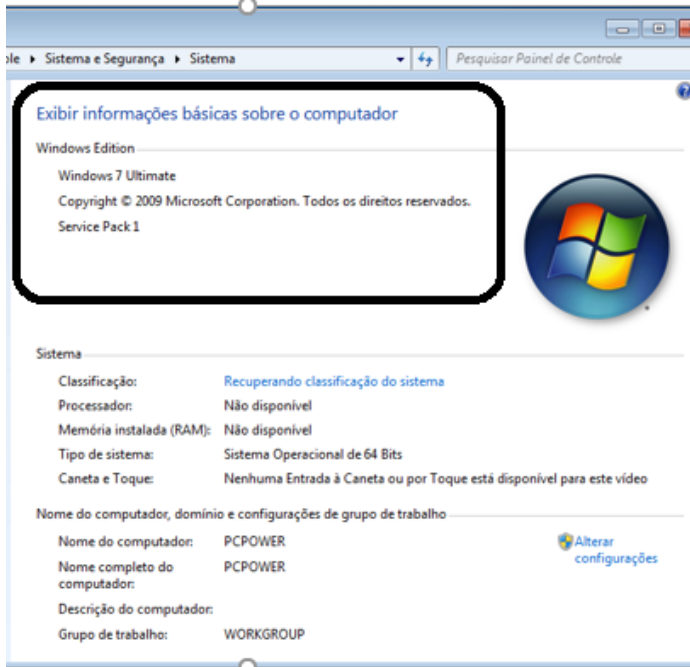 Sistema e Segurança ▸ Sistema
Pesquisar Painel de Controle
Exibir informações básicas sobre o computador
Windows Edition
Windows 7 Ultimate
Copyright © 2009 Microsoft Corporation. Todos os direitos reservados.
Service Pack 1
Sistema
Classificação: Recuperando classificação do sistema
Processador: Não disponível
Memória instalada (RAM): Não disponível
Tipo de sistema: Sistema Operacional de 64 Bits
Caneta e Toque: Nenhuma Entrada à Caneta ou por Toque está disponível para este vídeo
Nome do computador, domínio e configurações de grupo de trabalho
Nome do computador: PCPOWER
Alterar
configurações
Nome completo do
computador: PCPOWER
Descrição do computador:
Grupo de trabalho: WORKGROUP